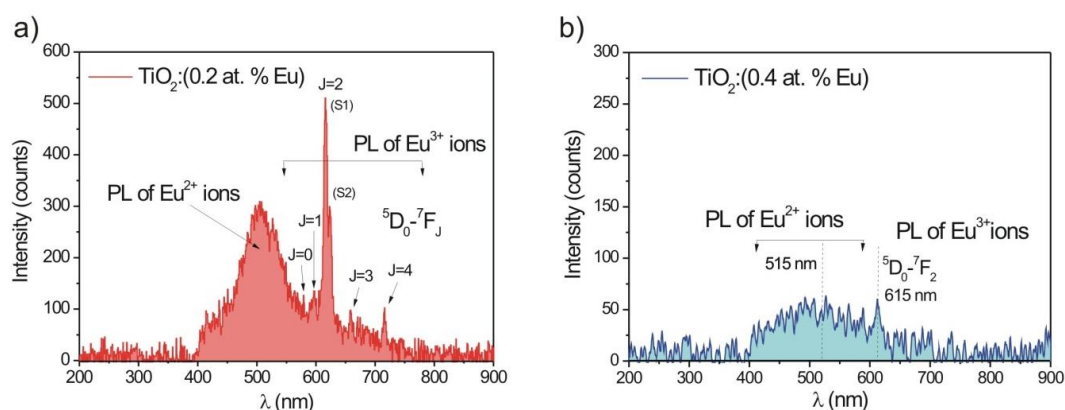 a)
TiO₂:(0.2 at. % Eu)
J=2
(S1)
PL of Eu³⁺ ions
PL of Eu²⁺ ions
(S2)
J=1
⁵D₀-⁷F_J
J=0
J=3
J=4
Intensity (counts)
600
500
400
300
200
100
0
200 300 400 500 600 700 800 900
λ (nm)
b)
TiO₂:(0.4 at. % Eu)
PL of Eu²⁺ ions
PL of Eu³⁺ions
515 nm
⁵D₀-⁷F₂
615 nm
Intensity (counts)
300
250
200
150
100
50
0
200 300 400 500 600 700 800 900
λ (nm)